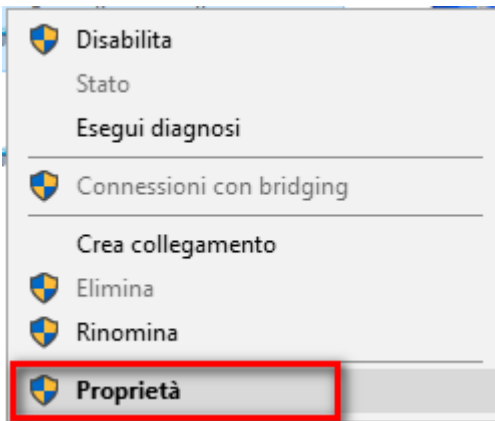 Disabilita
Stato
Esegui diagnosi
Connessioni con bridging
Crea collegamento
Elimina
Rinomina
Proprietà